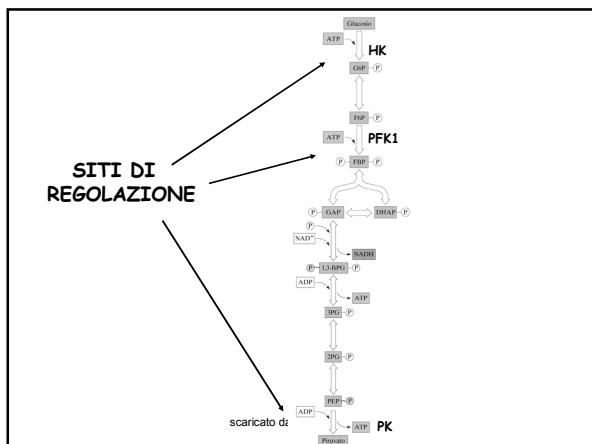 Glucosio
ATP
HK
G6P P
F6P P
ATP PFK1
P FBP P
SITI DI
REGOLAZIONE
P GAP DHAP P
P
NAD+
NADH
P 1,3-BPG P
ADP
ATP
3PG P
2PG P
PEP P
ADP
scaricato da
ATP PK
Piruvato